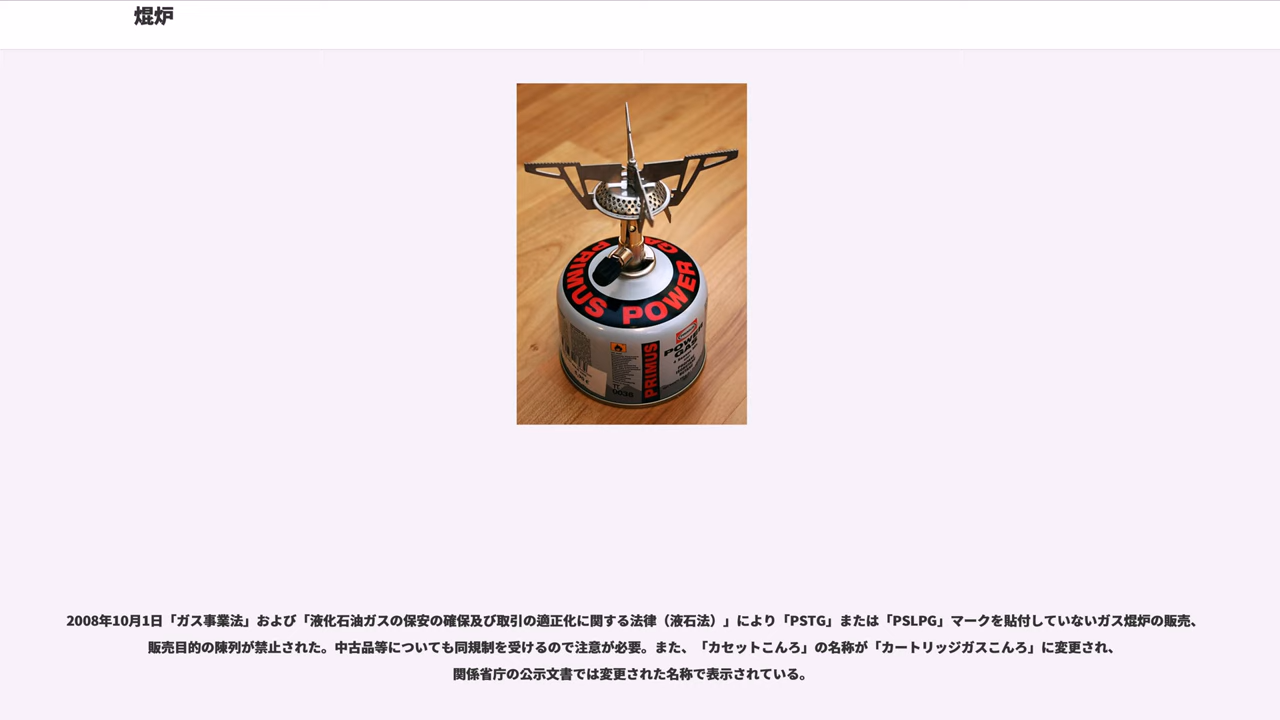 焜炉
PRIMUS POWER GA
PRIMUS
POWER
GAS
2008年10月1日「ガス事業法」および「液化石油ガスの保安の確保及び取引の適正化に関する法律（液石法）」により「PSTG」または「PSLPG」マークを貼付していないガス焜炉の販売、
販売目的の陳列が禁止された。中古品等についても同規制を受けるので注意が必要。また、「カセットこんろ」の名称が「カートリッジガスこんろ」に変更され、
関係省庁の公示文書では変更された名称で表示されている。